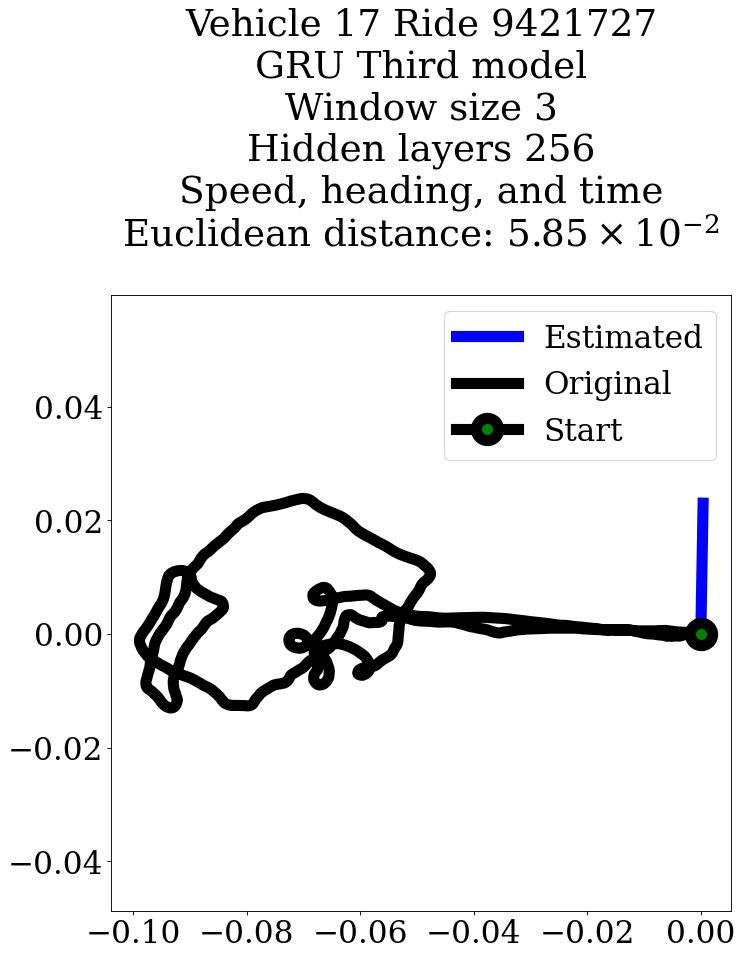 Vehicle 17 Ride 9421727
GRU Third model
Window size 3
Hidden layers 256
Speed, heading, and time
Euclidean distance: 5.85 × 10⁻²
Estimated
Original
Start
0.04
0.02
0.00
−0.02
−0.04
−0.10 −0.08 −0.06 −0.04 −0.02 0.00